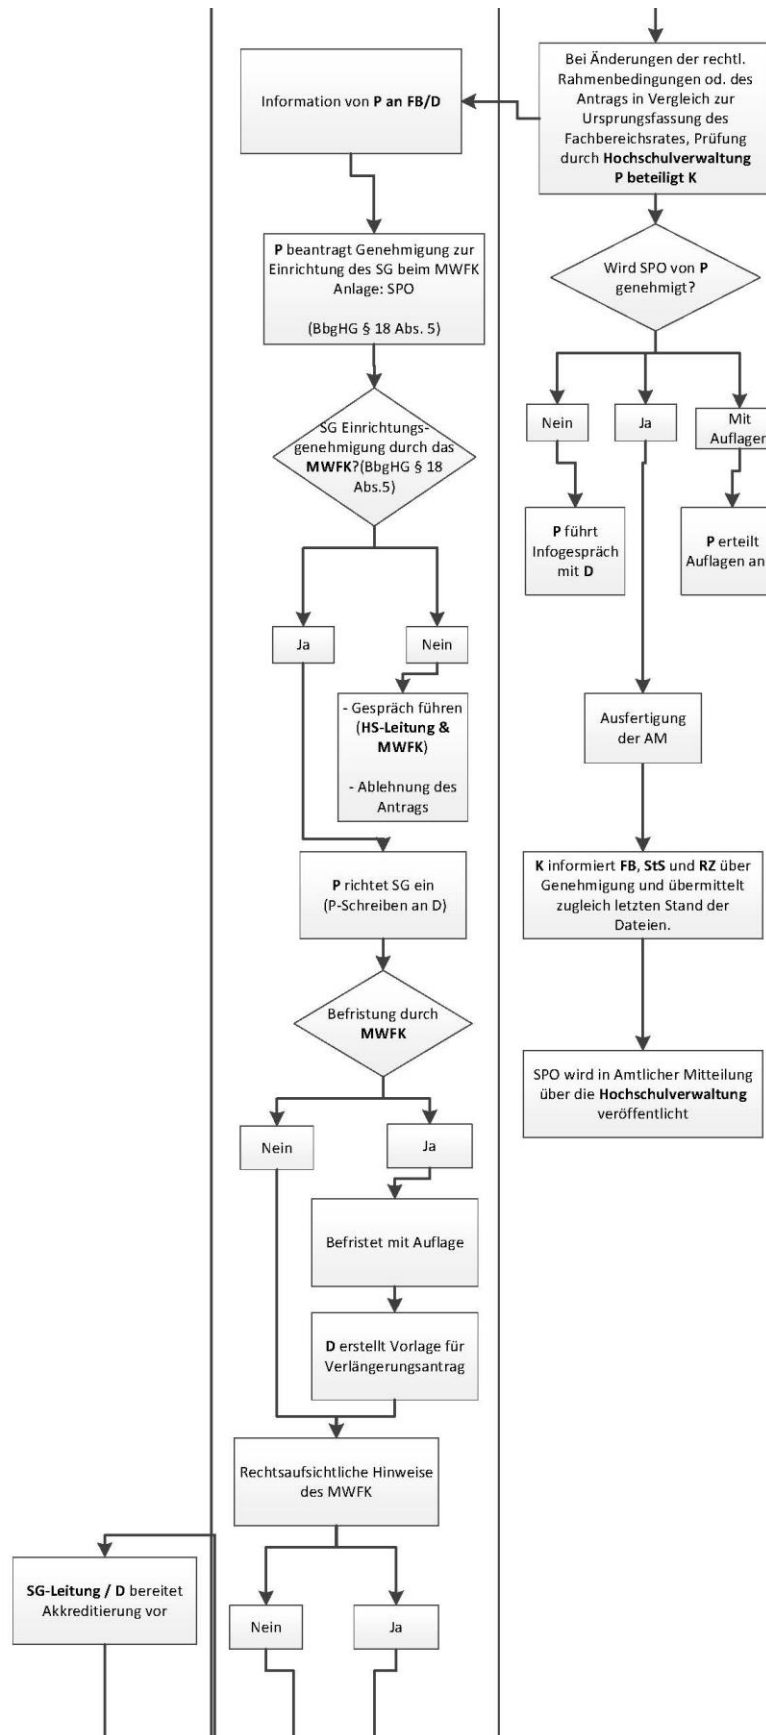 Information von P an FB/D
P beantragt Genehmigung zur
Einrichtung des SG beim MWFK
Anlage: SPO
(BbgHG § 18 Abs. 5)
SG Einrichtungs-
genehmigung durch das
MWFK?(BbgHG § 18
Abs.5)
Ja
Nein
- Gespräch führen
(HS-Leitung &
MWFK)
- Ablehnung des
Antrags
P richtet SG ein
(P-Schreiben an D)
Befristung durch
MWFK
Nein
Ja
Befristet mit Auflage
D erstellt Vorlage für
Verlängerungsantrag
Rechtsaufsichtliche Hinweise
des MWFK
Nein
Ja
SG-Leitung / D bereitet
Akkreditierung vor
Bei Änderungen der rechtl.
Rahmenbedingungen od. des
Antrags in Vergleich zur
Ursprungsfassung des
Fachbereichsrates, Prüfung
durch Hochschulverwaltung
P beteiligt K
Wird SPO von P
genehmigt?
Nein
Ja
Mit
Auflagen
P führt
Infogespräch
mit D
P erteilt
Auflagen an
Ausfertigung
der AM
K informiert FB, StS und RZ über
Genehmigung und übermittelt
zugleich letzten Stand der
Dateien.
SPO wird in Amtlicher Mitteilung
über die Hochschulverwaltung
veröffentlicht